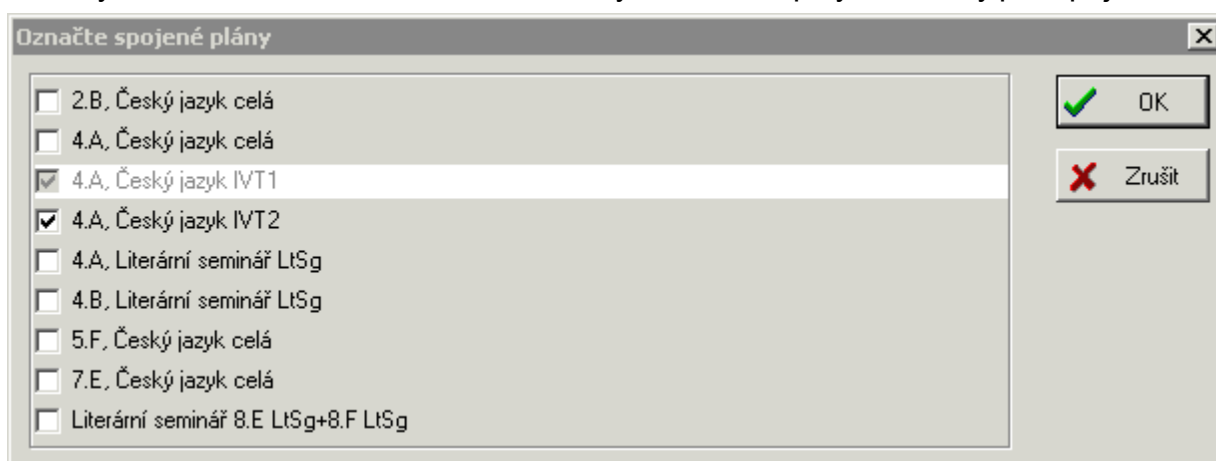 Označte spojené plány
2.B, Český jazyk celá
4.A, Český jazyk celá
4.A, Český jazyk IVT1
4.A, Český jazyk IVT2
4.A, Literární seminář LtSg
4.B, Literární seminář LtSg
5.F, Český jazyk celá
7.E, Český jazyk celá
Literární seminář 8.E LtSg+8.F LtSg
OK
Zrušit